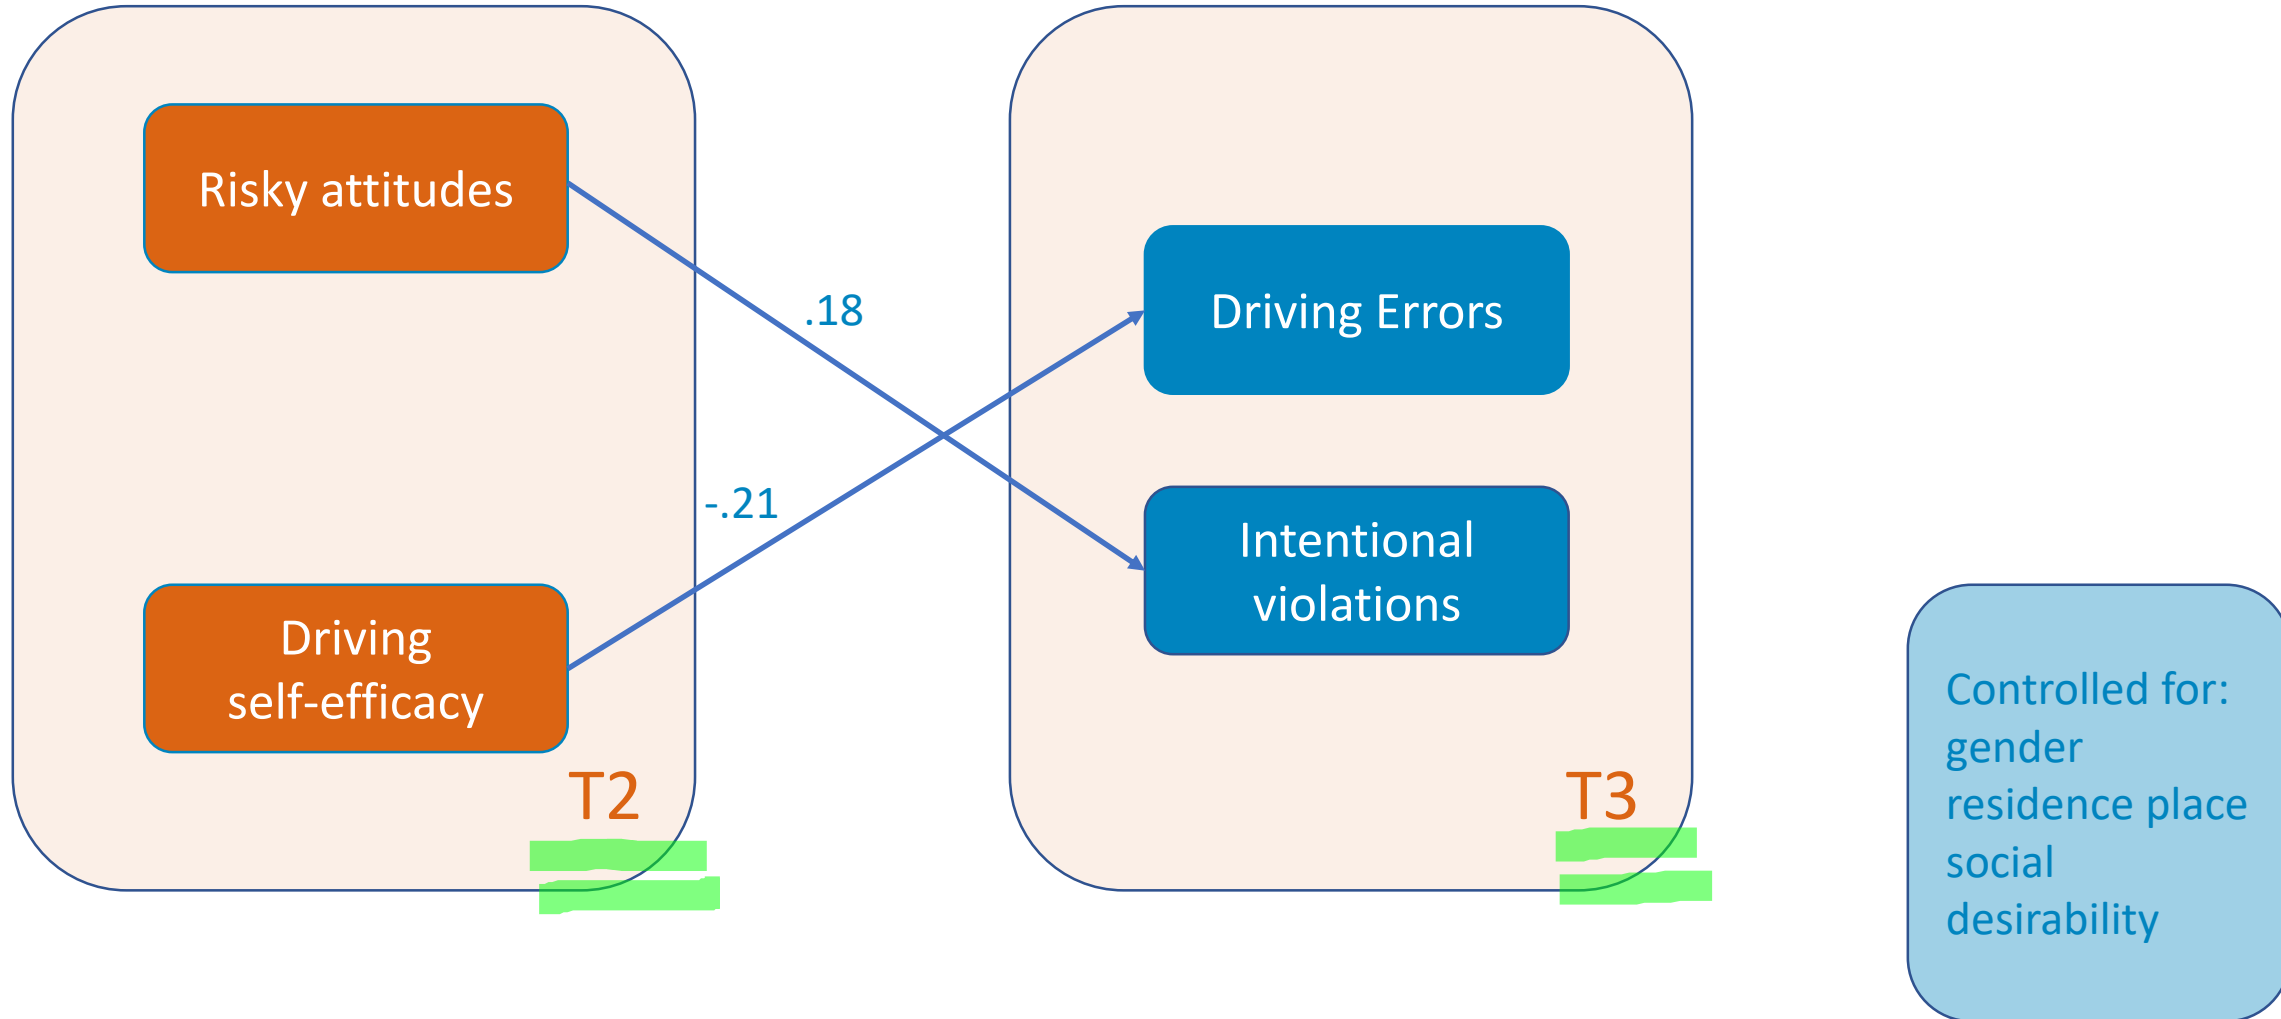 Risky attitudes
Driving
self-efficacy
T2
.18
-.21
Driving Errors
Intentional
violations
T3
Controlled for:
gender
residence place
social
desirability